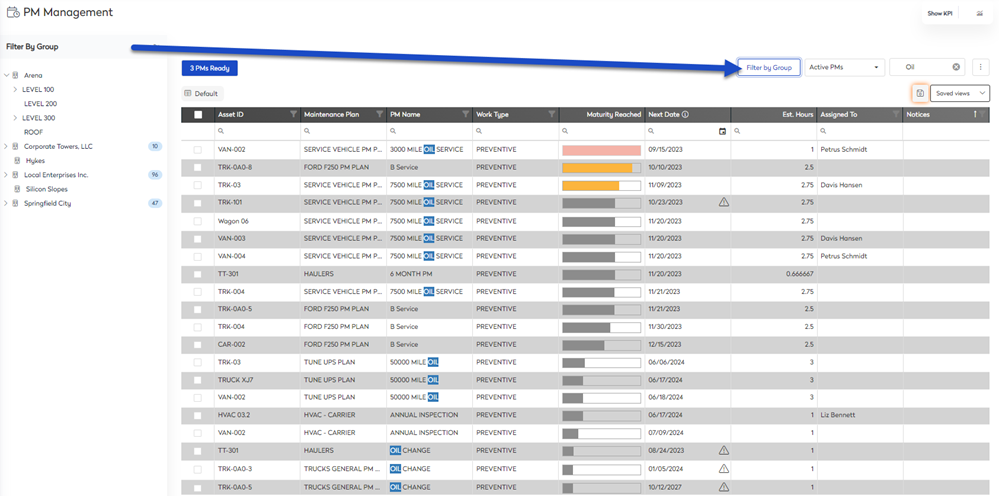 PM Management
Show KPI
Filter By Group
3 PMs Ready
Filter by Group
Active PMs
Oil
Default
Saved views
Arena
LEVEL 100
LEVEL 200
LEVEL 300
ROOF
Corporate Towers, LLC 10
Hykes
Local Enterprises Inc. 96
Silicon Slopes
Springfield City 47
Asset ID Maintenance Plan PM Name Work Type Maturity Reached Next Date Est. Hours Assigned To Notices
VAN-002 SERVICE VEHICLE PM P... 3000 MILE OIL SERVICE PREVENTIVE 09/15/2023 1 Petrus Schmidt
TRK-0A0-8 FORD F250 PM PLAN B Service PREVENTIVE 10/10/2023 2.5
TRK-03 SERVICE VEHICLE PM P... 7500 MILE OIL SERVICE PREVENTIVE 11/09/2023 2.75 Davis Hansen
TRK-101 SERVICE VEHICLE PM P... 7500 MILE OIL SERVICE PREVENTIVE 10/23/2023 2.75
Wagon 06 SERVICE VEHICLE PM P... 7500 MILE OIL SERVICE PREVENTIVE 11/20/2023 2.75
VAN-003 SERVICE VEHICLE PM P... 7500 MILE OIL SERVICE PREVENTIVE 11/20/2023 2.75 Davis Hansen
VAN-004 SERVICE VEHICLE PM P... 7500 MILE OIL SERVICE PREVENTIVE 11/20/2023 2.75 Petrus Schmidt
TT-301 HAULERS 6 MONTH PM PREVENTIVE 11/20/2023 0.666667
TRK-004 SERVICE VEHICLE PM P... 7500 MILE OIL SERVICE PREVENTIVE 11/21/2023 2.75
TRK-0A0-5 FORD F250 PM PLAN B Service PREVENTIVE 11/21/2023 2.5
TRK-004 FORD F250 PM PLAN B Service PREVENTIVE 11/30/2023 2.5
CAR-002 FORD F250 PM PLAN B Service PREVENTIVE 12/15/2023 2.5
TRK-03 TUNE UPS PLAN 50000 MILE OIL PREVENTIVE 06/06/2024 3
TRUCK XJ7 TUNE UPS PLAN 50000 MILE OIL PREVENTIVE 06/17/2024 3
VAN-002 TUNE UPS PLAN 50000 MILE OIL PREVENTIVE 06/18/2024 3
HVAC 03.2 HVAC - CARRIER ANNUAL INSPECTION PREVENTIVE 06/17/2024 1 Liz Bennett
VAN-002 HVAC - CARRIER ANNUAL INSPECTION PREVENTIVE 07/09/2024 1
TT-301 HAULERS OIL CHANGE PREVENTIVE 08/24/2023 1
TRK-0A0-3 TRUCKS GENERAL PM ... OIL CHANGE PREVENTIVE 01/05/2024 1
TRK-0A0-5 TRUCKS GENERAL PM ... OIL CHANGE PREVENTIVE 10/12/2027 1